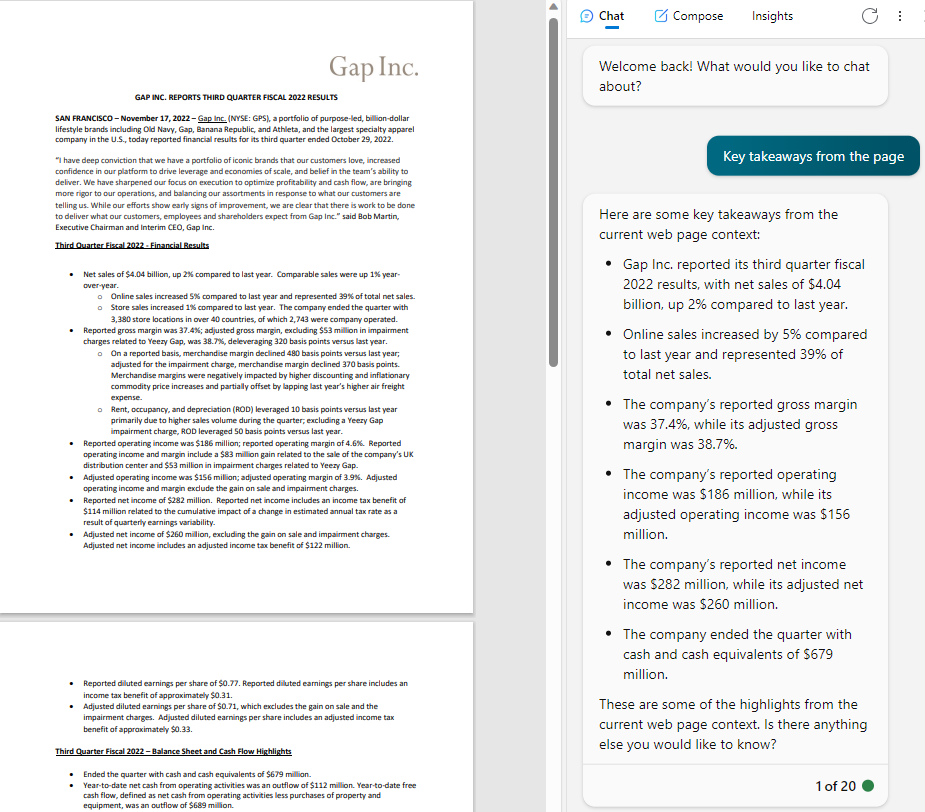 Gap Inc.
GAP INC. REPORTS THIRD QUARTER FISCAL 2022 RESULTS
SAN FRANCISCO – November 17, 2022 – Gap Inc. (NYSE: GPS), a portfolio of purpose-led, billion-dollar
lifestyle brands including Old Navy, Gap, Banana Republic, and Athleta, and the largest specialty apparel
company in the U.S., today reported financial results for its third quarter ended October 29, 2022.
"I have deep conviction that we have a portfolio of iconic brands that our customers love, increased
confidence in our platform to drive leverage and economies of scale, and belief in the team's ability to
deliver. We have sharpened our focus on execution to optimize profitability and cash flow, are bringing
more rigor to our operations, and balancing our assortments in response to what our customers are
telling us. While our efforts show early signs of improvement, we are clear that there is work to be done
to deliver what our customers, employees and shareholders expect from Gap Inc." said Bob Martin,
Executive Chairman and Interim CEO, Gap Inc.
Third Quarter Fiscal 2022 - Financial Results
• Net sales of $4.04 billion, up 2% compared to last year. Comparable sales were up 1% year-
over-year.
o Online sales increased 5% compared to last year and represented 39% of total net sales.
o Store sales increased 1% compared to last year. The company ended the quarter with
3,380 store locations in over 40 countries, of which 2,743 were company operated.
• Reported gross margin was 37.4%; adjusted gross margin, excluding $53 million in impairment
charges related to Yeezy Gap, was 38.7%, deleveraging 320 basis points versus last year.
o On a reported basis, merchandise margin declined 480 basis points versus last year;
adjusted for the impairment charge, merchandise margin declined 370 basis points.
Merchandise margins were negatively impacted by higher discounting and inflationary
commodity price increases and partially offset by lapping last year's higher air freight
expense.
o Rent, occupancy, and depreciation (ROD) leveraged 10 basis points versus last year
primarily due to higher sales volume during the quarter; excluding a Yeezy Gap
impairment charge, ROD leveraged 50 basis points versus last year.
• Reported operating income was $186 million; reported operating margin of 4.6%. Reported
operating income and margin include a $83 million gain related to the sale of the company's UK
distribution center and $53 million in impairment charges related to Yeezy Gap.
• Adjusted operating income was $156 million; adjusted operating margin of 3.9%. Adjusted
operating income and margin exclude the gain on sale and impairment charges.
• Reported net income of $282 million. Reported net income includes an income tax benefit of
$114 million related to the cumulative impact of a change in estimated annual tax rate as a
result of quarterly earnings variability.
• Adjusted net income of $260 million, excluding the gain on sale and impairment charges.
Adjusted net income includes an adjusted income tax benefit of $122 million.
• Reported diluted earnings per share of $0.77. Reported diluted earnings per share includes an
income tax benefit of approximately $0.31.
• Adjusted diluted earnings per share of $0.71, which excludes the gain on sale and the
impairment charges. Adjusted diluted earnings per share includes an adjusted income tax
benefit of approximately $0.33.
Third Quarter Fiscal 2022 – Balance Sheet and Cash Flow Highlights
• Ended the quarter with cash and cash equivalents of $679 million.
• Year-to-date net cash from operating activities was an outflow of $112 million. Year-to-date free
cash flow, defined as net cash from operating activities less purchases of property and
equipment, was an outflow of $689 million.
Chat
Compose
Insights
Welcome back! What would you like to chat
about?
Key takeaways from the page
Here are some key takeaways from the
current web page context:
• Gap Inc. reported its third quarter fiscal
2022 results, with net sales of $4.04
billion, up 2% compared to last year.
• Online sales increased by 5% compared
to last year and represented 39% of
total net sales.
• The company's reported gross margin
was 37.4%, while its adjusted gross
margin was 38.7%.
• The company's reported operating
income was $186 million, while its
adjusted operating income was $156
million.
• The company's reported net income
was $282 million, while its adjusted net
income was $260 million.
• The company ended the quarter with
cash and cash equivalents of $679
million.
These are some of the highlights from the
current web page context. Is there anything
else you would like to know?
1 of 20